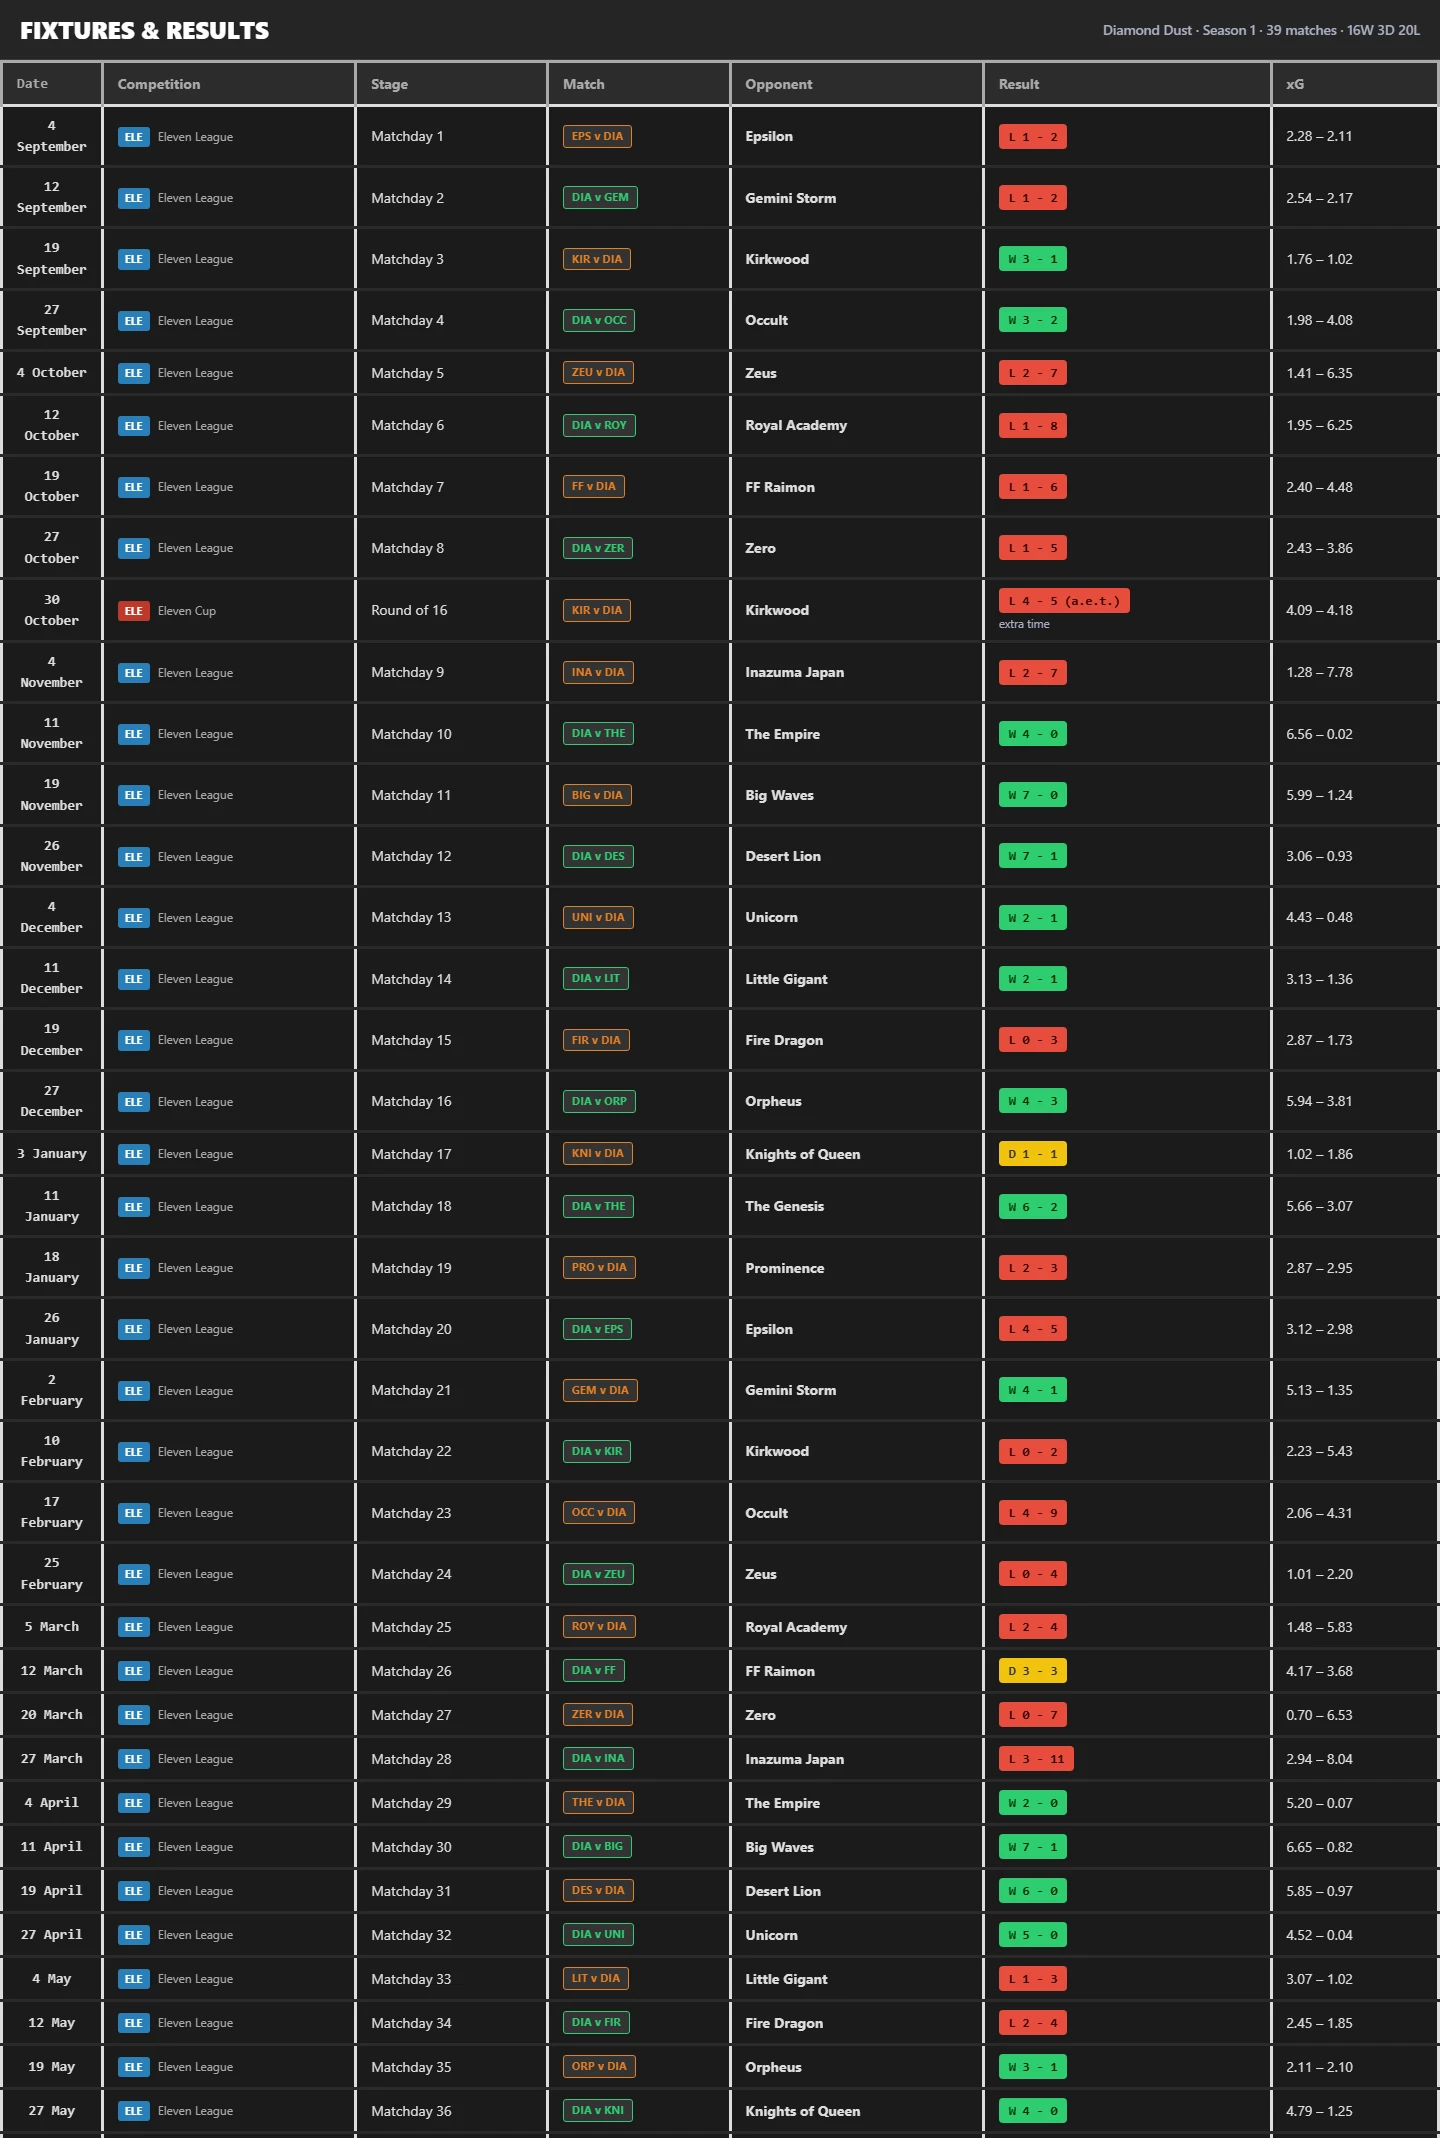 FIXTURES & RESULTS
Diamond Dust · Season 1 · 39 matches · 16W 3D 20L
Date Competition Stage Match Opponent Result xG
4 September ELE Eleven League Matchday 1 EPS v DIA Epsilon L 1 - 2 2.28 – 2.11
12 September ELE Eleven League Matchday 2 DIA v GEM Gemini Storm L 1 - 2 2.54 – 2.17
19 September ELE Eleven League Matchday 3 KIR v DIA Kirkwood W 3 - 1 1.76 – 1.02
27 September ELE Eleven League Matchday 4 DIA v OCC Occult W 3 - 2 1.98 – 4.08
4 October ELE Eleven League Matchday 5 ZEU v DIA Zeus L 2 - 7 1.41 – 6.35
12 October ELE Eleven League Matchday 6 DIA v ROY Royal Academy L 1 - 8 1.95 – 6.25
19 October ELE Eleven League Matchday 7 FF v DIA FF Raimon L 1 - 6 2.40 – 4.48
27 October ELE Eleven League Matchday 8 DIA v ZER Zero L 1 - 5 2.43 – 3.86
30 October ELE Eleven Cup Round of 16 KIR v DIA Kirkwood L 4 - 5 (a.e.t.) extra time 4.09 – 4.18
4 November ELE Eleven League Matchday 9 INA v DIA Inazuma Japan L 2 - 7 1.28 – 7.78
11 November ELE Eleven League Matchday 10 DIA v THE The Empire W 4 - 0 6.56 – 0.02
19 November ELE Eleven League Matchday 11 BIG v DIA Big Waves W 7 - 0 5.99 – 1.24
26 November ELE Eleven League Matchday 12 DIA v DES Desert Lion W 7 - 1 3.06 – 0.93
4 December ELE Eleven League Matchday 13 UNI v DIA Unicorn W 2 - 1 4.43 – 0.48
11 December ELE Eleven League Matchday 14 DIA v LIT Little Gigant W 2 - 1 3.13 – 1.36
19 December ELE Eleven League Matchday 15 FIR v DIA Fire Dragon L 0 - 3 2.87 – 1.73
27 December ELE Eleven League Matchday 16 DIA v ORP Orpheus W 4 - 3 5.94 – 3.81
3 January ELE Eleven League Matchday 17 KNI v DIA Knights of Queen D 1 - 1 1.02 – 1.86
11 January ELE Eleven League Matchday 18 DIA v THE The Genesis W 6 - 2 5.66 – 3.07
18 January ELE Eleven League Matchday 19 PRO v DIA Prominence L 2 - 3 2.87 – 2.95
26 January ELE Eleven League Matchday 20 DIA v EPS Epsilon L 4 - 5 3.12 – 2.98
2 February ELE Eleven League Matchday 21 GEM v DIA Gemini Storm W 4 - 1 5.13 – 1.35
10 February ELE Eleven League Matchday 22 DIA v KIR Kirkwood L 0 - 2 2.23 – 5.43
17 February ELE Eleven League Matchday 23 OCC v DIA Occult L 4 - 9 2.06 – 4.31
25 February ELE Eleven League Matchday 24 DIA v ZEU Zeus L 0 - 4 1.01 – 2.20
5 March ELE Eleven League Matchday 25 ROY v DIA Royal Academy L 2 - 4 1.48 – 5.83
12 March ELE Eleven League Matchday 26 DIA v FF FF Raimon D 3 - 3 4.17 – 3.68
20 March ELE Eleven League Matchday 27 ZER v DIA Zero L 0 - 7 0.70 – 6.53
27 March ELE Eleven League Matchday 28 DIA v INA Inazuma Japan L 3 - 11 2.94 – 8.04
4 April ELE Eleven League Matchday 29 THE v DIA The Empire W 2 - 0 5.20 – 0.07
11 April ELE Eleven League Matchday 30 DIA v BIG Big Waves W 7 - 1 6.65 – 0.82
19 April ELE Eleven League Matchday 31 DES v DIA Desert Lion W 6 - 0 5.85 – 0.97
27 April ELE Eleven League Matchday 32 DIA v UNI Unicorn W 5 - 0 4.52 – 0.04
4 May ELE Eleven League Matchday 33 LIT v DIA Little Gigant L 1 - 3 3.07 – 1.02
12 May ELE Eleven League Matchday 34 DIA v FIR Fire Dragon L 2 - 4 2.45 – 1.85
19 May ELE Eleven League Matchday 35 ORP v DIA Orpheus W 3 - 1 2.11 – 2.10
27 May ELE Eleven League Matchday 36 DIA v KNI Knights of Queen W 4 - 0 4.79 – 1.25